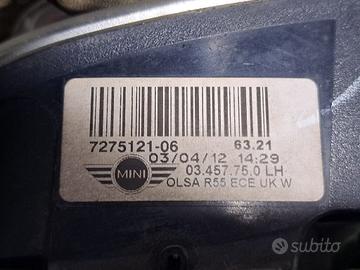 7275121-06 63.21
03/04/12 14:29
MINI
03.457.75.0 LH
OLSA R55 ECE UK W
subito